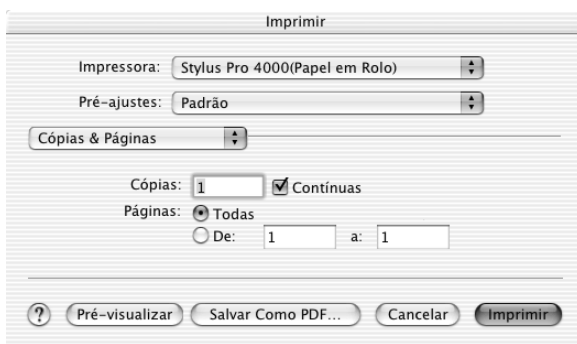 Imprimir
Impressora: Stylus Pro 4000(Papel em Rolo)
Pré-ajustes: Padrão
Cópias & Páginas
Cópias: 1 Contínuas
Páginas: Todas
De: 1 a: 1
? Pré-visualizar Salvar Como PDF... Cancelar Imprimir